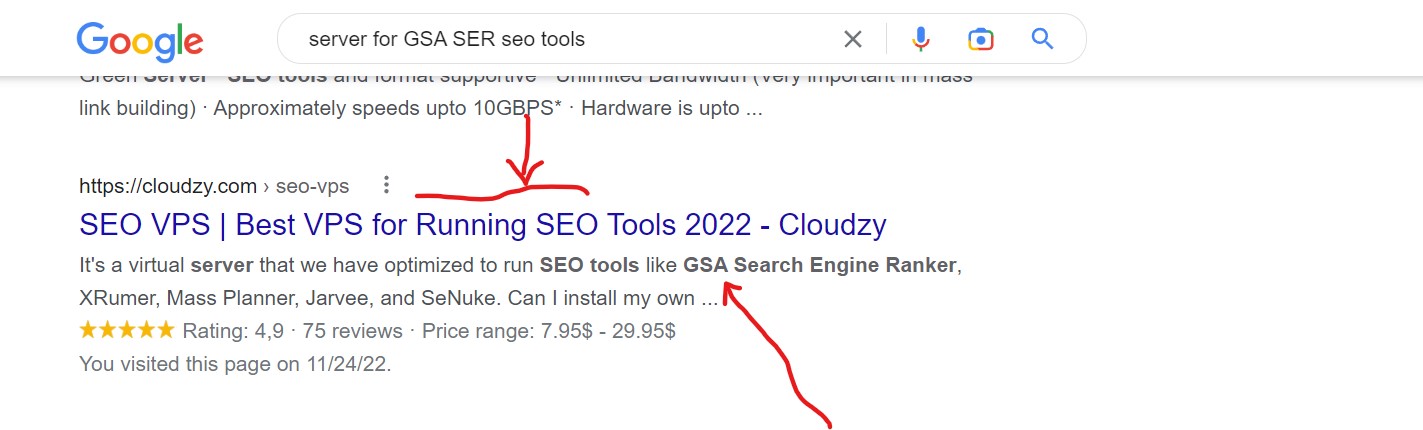 Google
server for GSA SER seo tools
Green Server · SEO tools and format supportive · Unlimited Bandwidth (very important in mass
link building) · Approximately speeds upto 10GBPS* · Hardware is upto ...
https://cloudzy.com › seo-vps
SEO VPS | Best VPS for Running SEO Tools 2022 - Cloudzy
It's a virtual server that we have optimized to run SEO tools like GSA Search Engine Ranker,
XRumer, Mass Planner, Jarvee, and SeNuke. Can I install my own ...
Rating: 4,9 · 75 reviews · Price range: 7.95$ - 29.95$
You visited this page on 11/24/22.